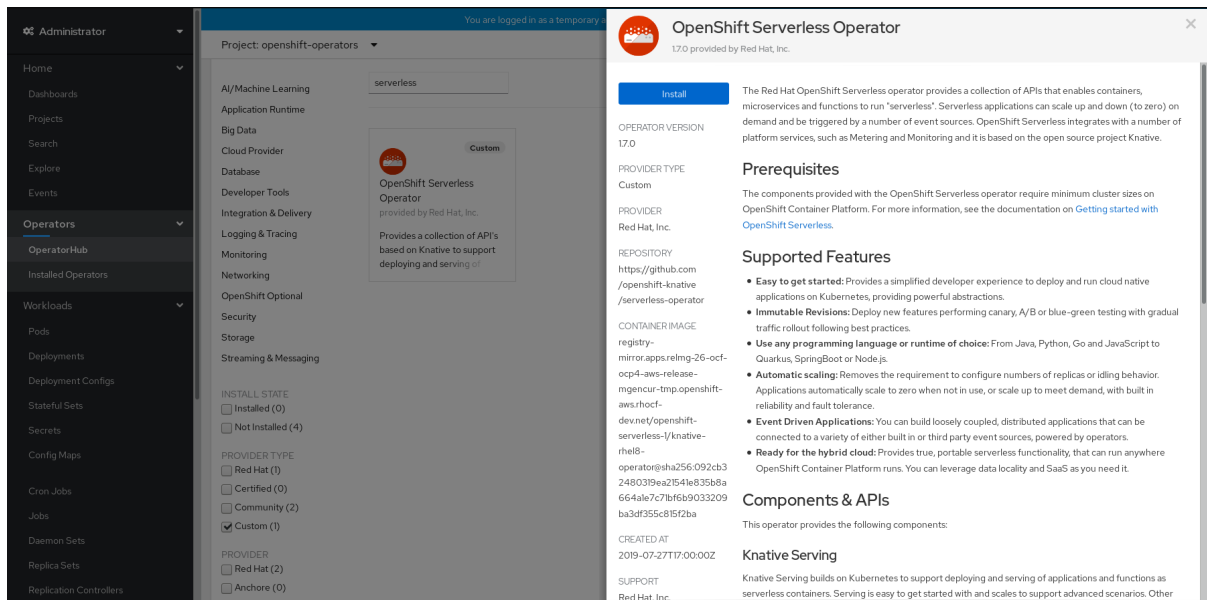 Administrator
You are logged in as a temporary a
Project: openshift-operators
Home
Dashboards
Projects
Search
Explore
Events
Operators
OperatorHub
Installed Operators
Workloads
Pods
Deployments
Deployment Configs
Stateful Sets
Secrets
Config Maps
Cron Jobs
Jobs
Daemon Sets
Replica Sets
Replication Controllers
AI/Machine Learning
Application Runtime
Big Data
Cloud Provider
Database
Developer Tools
Integration & Delivery
Logging & Tracing
Monitoring
Networking
OpenShift Optional
Security
Storage
Streaming & Messaging
INSTALL STATE
Installed (0)
Not Installed (4)
PROVIDER TYPE
Red Hat (1)
Certified (0)
Community (2)
Custom (1)
PROVIDER
Red Hat (2)
Anchore (0)
serverless
Custom
OpenShift Serverless
Operator
provided by Red Hat, Inc.
Provides a collection of API's
based on Knative to support
deploying and serving of
OpenShift Serverless Operator
1.7.0 provided by Red Hat, Inc.
Install
OPERATOR VERSION
1.7.0
PROVIDER TYPE
Custom
PROVIDER
Red Hat, Inc.
REPOSITORY
https://github.com
/openshift-knative
/serverless-operator
CONTAINER IMAGE
registry-
mirror.apps.relmg-26-ocf-
ocp4-aws-release-
mgencur-tmp.openshift-
aws.rhocf-
dev.net/openshift-
serverless-1/knative-
rhel8-
operator@sha256:092cb3
2480319ea21541e835b8a
664a1e7c71bf6b9033209
ba3df355c815f2ba
CREATED AT
2019-07-27T17:00:00Z
SUPPORT
Red Hat, Inc.
The Red Hat OpenShift Serverless operator provides a collection of APIs that enables containers,
microservices and functions to run "serverless". Serverless applications can scale up and down (to zero) on
demand and be triggered by a number of event sources. OpenShift Serverless integrates with a number of
platform services, such as Metering and Monitoring and it is based on the open source project Knative.
Prerequisites
The components provided with the OpenShift Serverless operator require minimum cluster sizes on
OpenShift Container Platform. For more information, see the documentation on Getting started with
OpenShift Serverless.
Supported Features
• Easy to get started: Provides a simplified developer experience to deploy and run cloud native
applications on Kubernetes, providing powerful abstractions.
• Immutable Revisions: Deploy new features performing canary, A/B or blue-green testing with gradual
traffic rollout following best practices.
• Use any programming language or runtime of choice: From Java, Python, Go and JavaScript to
Quarkus, SpringBoot or Node.js.
• Automatic scaling: Removes the requirement to configure numbers of replicas or idling behavior.
Applications automatically scale to zero when not in use, or scale up to meet demand, with built in
reliability and fault tolerance.
• Event Driven Applications: You can build loosely coupled, distributed applications that can be
connected to a variety of either built in or third party event sources, powered by operators.
• Ready for the hybrid cloud: Provides true, portable serverless functionality, that can run anywhere
OpenShift Container Platform runs. You can leverage data locality and SaaS as you need it.
Components & APIs
This operator provides the following components:
Knative Serving
Knative Serving builds on Kubernetes to support deploying and serving of applications and functions as
serverless containers. Serving is easy to get started with and scales to support advanced scenarios. Other